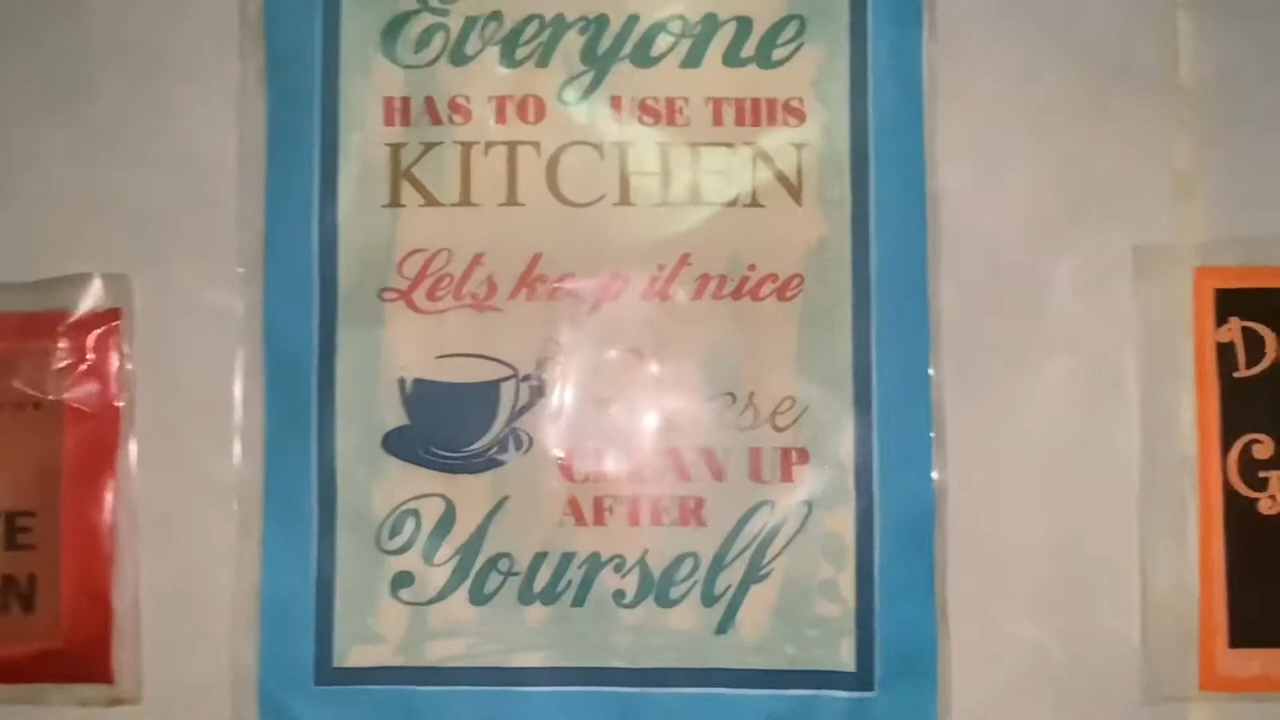 Everyone
HAS TO USE THIS
KITCHEN
Lets keep it nice
CLEAN UP
AFTER
Yourself